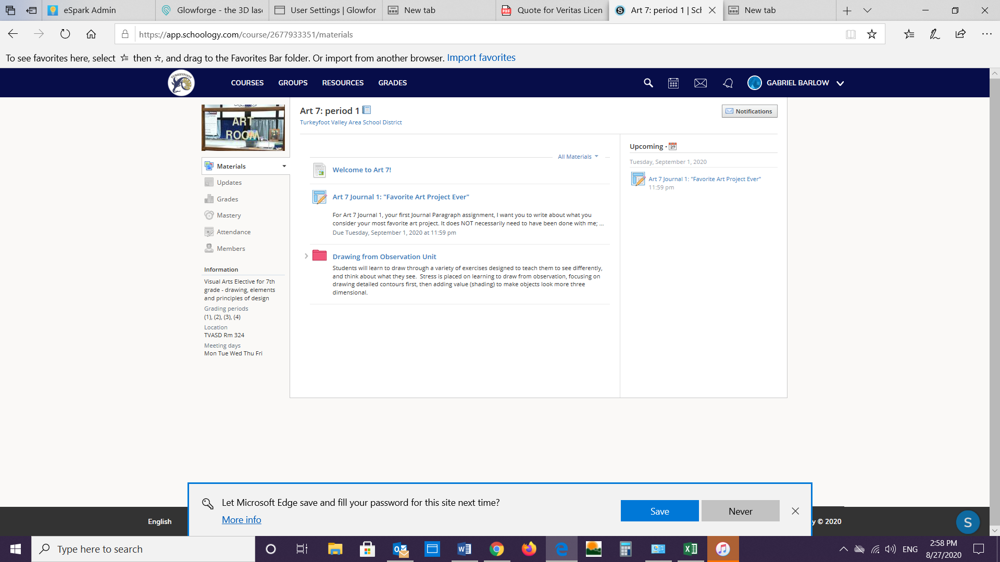 eSpark Admin
Glowforge - the 3D lase
User Settings | Glowfor
New tab
Quote for Veritas Licen
Art 7: period 1 | Sch
New tab
https://app.schoology.com/course/2677933351/materials
To see favorites here, select then ☆, and drag to the Favorites Bar folder. Or import from another browser. Import favorites
TURKEYFOOT
COURSES
GROUPS
RESOURCES
GRADES
GABRIEL BARLOW
ART
ROOM
Art 7: period 1
Turkeyfoot Valley Area School District
Notifications
Materials
Updates
Grades
Mastery
Attendance
Members
Information
Visual Arts Elective for 7th
grade - drawing, elements
and principles of design
Grading periods
(1), (2), (3), (4)
Location
TVASD Rm 324
Meeting days
Mon Tue Wed Thu Fri
All Materials
Welcome to Art 7!
Art 7 Journal 1: "Favorite Art Project Ever"
For Art 7 Journal 1, your first Journal Paragraph assignment, I want you to write about what you
consider your most favorite art project. It does NOT necessarily need to have been done with me; ...
Due Tuesday, September 1, 2020 at 11:59 pm
Drawing from Observation Unit
Students will learn to draw through a variety of exercises designed to teach them to see differently,
and think about what they see. Stress is placed on learning to draw from observation, focusing on
drawing detailed contours first, then adding value (shading) to make objects look more three
dimensional.
Upcoming · 27
Tuesday, September 1, 2020
Art 7 Journal 1: "Favorite Art Project Ever"
11:59 pm
Let Microsoft Edge save and fill your password for this site next time?
More info
Save
Never
English
y © 2020
S
Type here to search
ENG
2:58 PM
8/27/2020